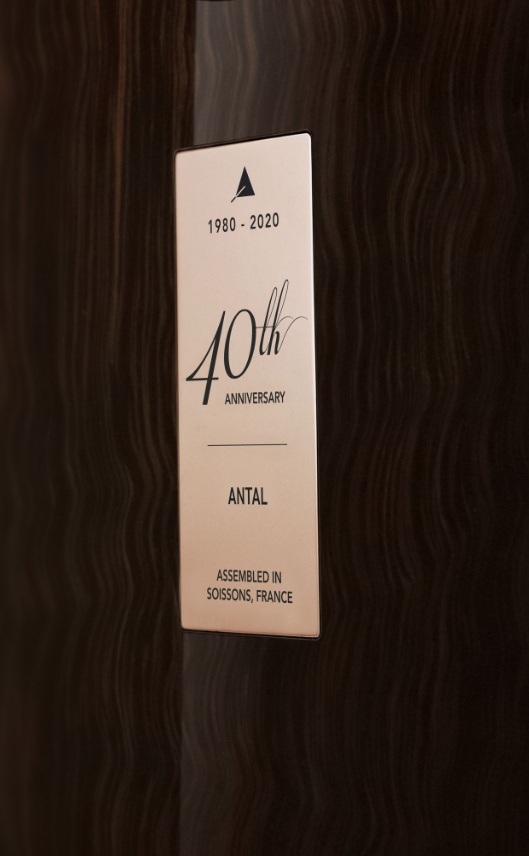 1980 - 2020
40th
ANNIVERSARY
ANTAL
ASSEMBLED IN
SOISSONS, FRANCE